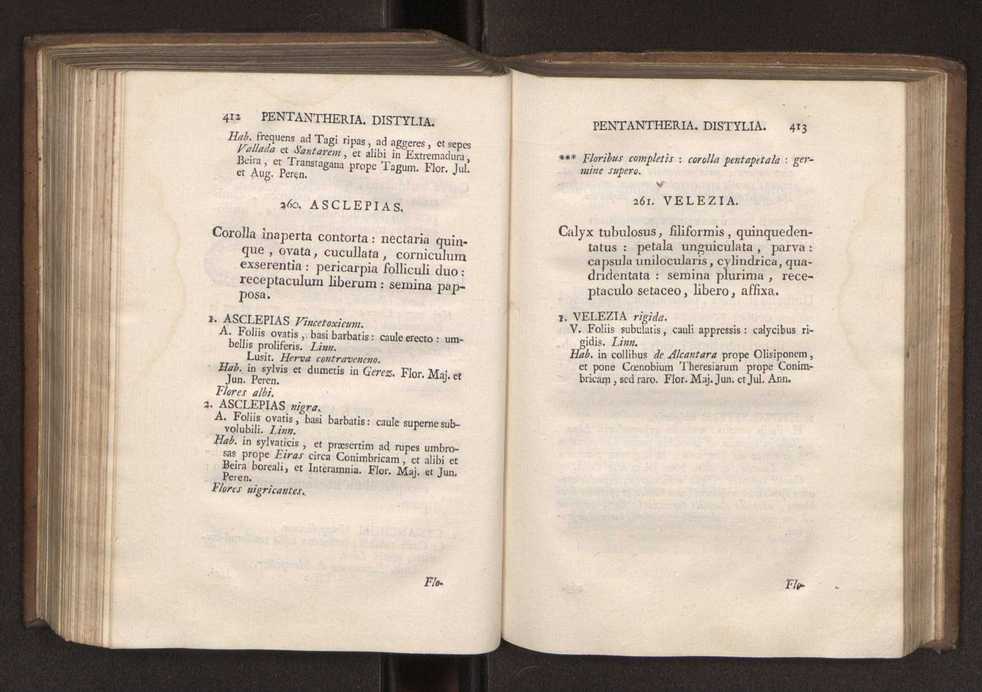 412 PENTANTHERIA. DISTYLIA.
Hab. frequens ad Tagi ripas, ad aggeres, et sepes
Vallada et Santarem, et alibi in Extremadura,
Beira, et Transtagana prope Tagum. Flor. Jul.
et Aug. Peren.
260. ASCLEPIAS.
Corolla inaperta contorta: nectaria quin-
que, ovata, cucullata, corniculum
exserentia: pericarpia folliculi duo:
receptaculum liberum: semina pap-
posa.
1. ASCLEPIAS Vincetoxicum.
A. Foliis ovatis, basi barbatis: caule erecto: um-
bellis proliferis. Linn.
Lusit. Herva contraveneno.
Hab. in sylvis et dumetis in Gerez. Flor. Maj. et
Jun. Peren.
Flores albi.
2. ASCLEPIAS nigra.
A. Foliis ovatis, basi barbatis: caule superne sub-
volubili. Linn.
Hab. in sylvaticis, et præsertim ad rupes umbro-
sas prope Eiras circa Conimbricam, et alibi et
Beira boreali, et Interamnia. Flor. Maj. et Jun.
Peren.
Flores nigricantes.
Flo-
PENTANTHERIA. DISTYLIA. 413
*** Floribus completis: corolla pentapetala: ger-
mine supero.
261. VELEZIA.
Calyx tubulosus, filiformis, quinqueden-
tatus: petala unguiculata, parva:
capsula unilocularis, cylindrica, qua-
dridentata: semina plurima, rece-
ptaculo setaceo, libero, affixa.
1. VELEZIA rigida.
V. Foliis subulatis, cauli appressis: calycibus ri-
gidis. Linn.
Hab. in collibus de Alcantara prope Olisiponem,
et pone Cœnobium Theresiarum prope Conim-
bricam, sed raro. Flor. Maj. Jun. et Jul. Ann.
Flo-